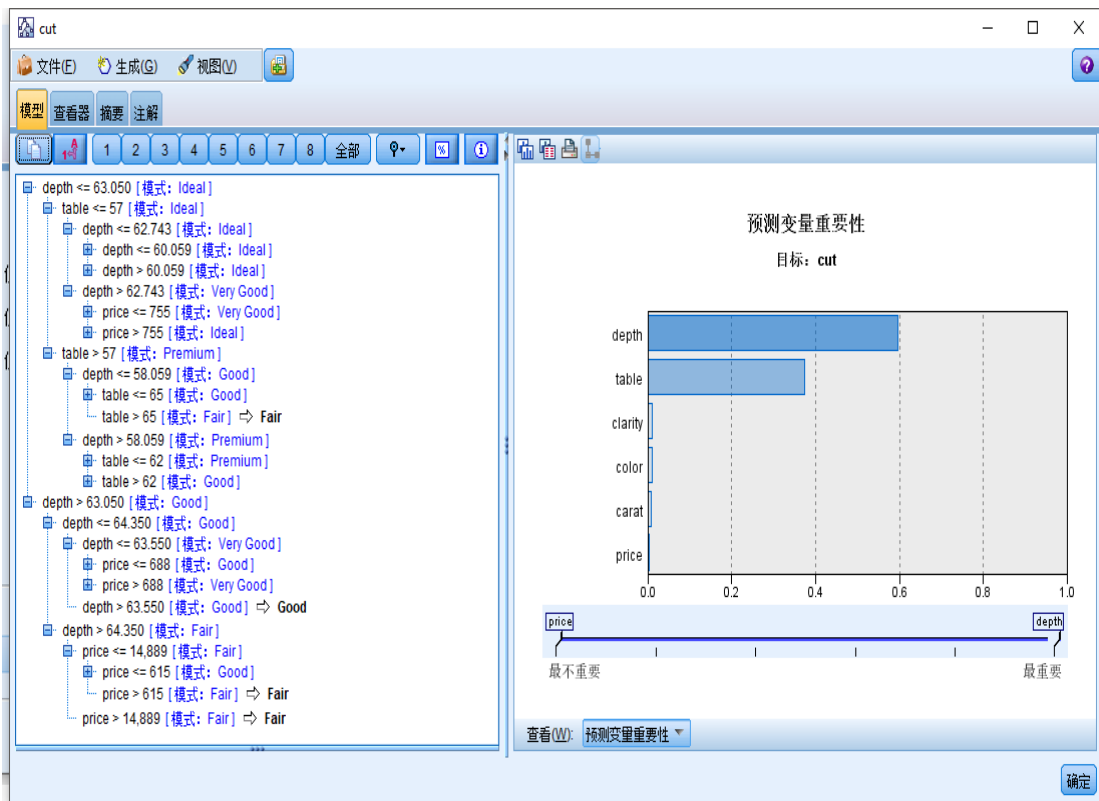 cut
文件(F) 生成(G) 视图(V)
模型 查看器 摘要 注解
1 2 3 4 5 6 7 8 全部 %
depth <= 63.050 [模式: Ideal]
table <= 57 [模式: Ideal]
depth <= 62.743 [模式: Ideal]
depth <= 60.059 [模式: Ideal]
depth > 60.059 [模式: Ideal]
depth > 62.743 [模式: Very Good]
price <= 755 [模式: Very Good]
price > 755 [模式: Ideal]
table > 57 [模式: Premium]
depth <= 58.059 [模式: Good]
table <= 65 [模式: Good]
table > 65 [模式: Fair] ⇨ Fair
depth > 58.059 [模式: Premium]
table <= 62 [模式: Premium]
table > 62 [模式: Good]
depth > 63.050 [模式: Good]
depth <= 64.350 [模式: Good]
depth <= 63.550 [模式: Very Good]
price <= 688 [模式: Good]
price > 688 [模式: Very Good]
depth > 63.550 [模式: Good] ⇨ Good
depth > 64.350 [模式: Fair]
price <= 14,889 [模式: Fair]
price <= 615 [模式: Good]
price > 615 [模式: Fair] ⇨ Fair
price > 14,889 [模式: Fair] ⇨ Fair
预测变量重要性
目标: cut
depth
table
clarity
color
carat
price
0.0 0.2 0.4 0.6 0.8 1.0
price depth
最不重要 最重要
查看(W): 预测变量重要性
确定